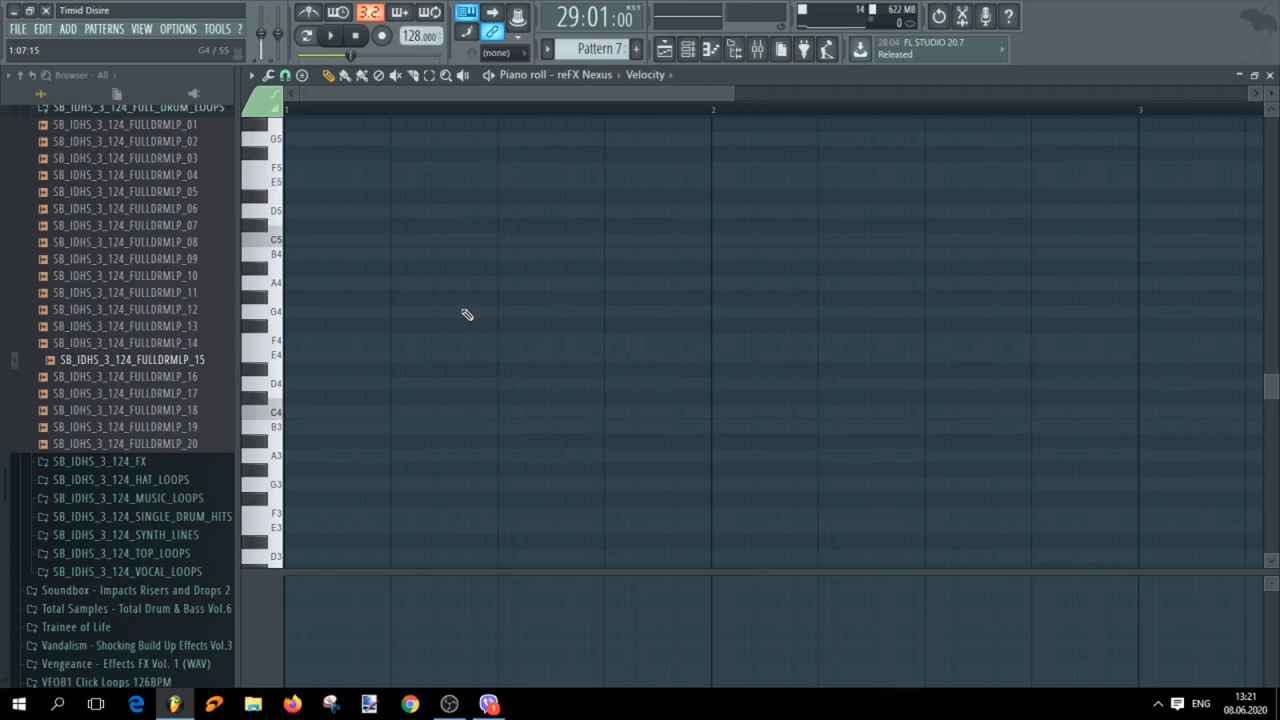 Timid Disire
FILE EDIT ADD PATTERNS VIEW OPTIONS TOOLS ?
1:07:15
G4 / 55
3.2.
128.000
29:01:00
B:S:T
(none)
Pattern 7
14
622 MB
0
28.04 FL STUDIO 20.7
Released
Browser - All
Piano roll - reFX Nexus
Velocity
SB_IDHS_3_124_FULL_DRUM_LOOPS
SB_IDHS_3_124_FULLDRMLP_01
SB_IDHS_3_124_FULLDRMLP_02
SB_IDHS_3_124_FULLDRMLP_03
SB_IDHS_3_124_FULLDRMLP_04
SB_IDHS_3_124_FULLDRMLP_05
SB_IDHS_3_124_FULLDRMLP_06
SB_IDHS_3_124_FULLDRMLP_07
SB_IDHS_3_124_FULLDRMLP_08
SB_IDHS_3_124_FULLDRMLP_09
SB_IDHS_3_124_FULLDRMLP_10
SB_IDHS_3_124_FULLDRMLP_11
SB_IDHS_3_124_FULLDRMLP_12
SB_IDHS_3_124_FULLDRMLP_13
SB_IDHS_3_124_FULLDRMLP_14
SB_IDHS_3_124_FULLDRMLP_15
SB_IDHS_3_124_FULLDRMLP_16
SB_IDHS_3_124_FULLDRMLP_17
SB_IDHS_3_124_FULLDRMLP_18
SB_IDHS_3_124_FULLDRMLP_19
SB_IDHS_3_124_FULLDRMLP_20
SB_IDHS_3_124_FX
SB_IDHS_3_124_HAT_LOOPS
SB_IDHS_3_124_MUSIC_LOOPS
SB_IDHS_3_124_SINGLE_DRUM_HITS
SB_IDHS_3_124_SYNTH_LINES
SB_IDHS_3_124_TOP_LOOPS
SB_IDHS_3_124_VOCAL_LOOPS
Soundbox - Impacts Risers and Drops 2
Total Samples - Total Drum & Bass Vol.6
Trainee of Life
Vandalism - Shocking Build Up Effects Vol.3
Vengeance - Effects FX Vol. 1 (WAV)
VFOB1 Click Loops 126BPM
1
2
3
G5
F5
E5
D5
C5
B4
A4
G4
F4
E4
D4
C4
B3
A3
G3
F3
E3
D3
1
ENG
13:21
08.06.2020